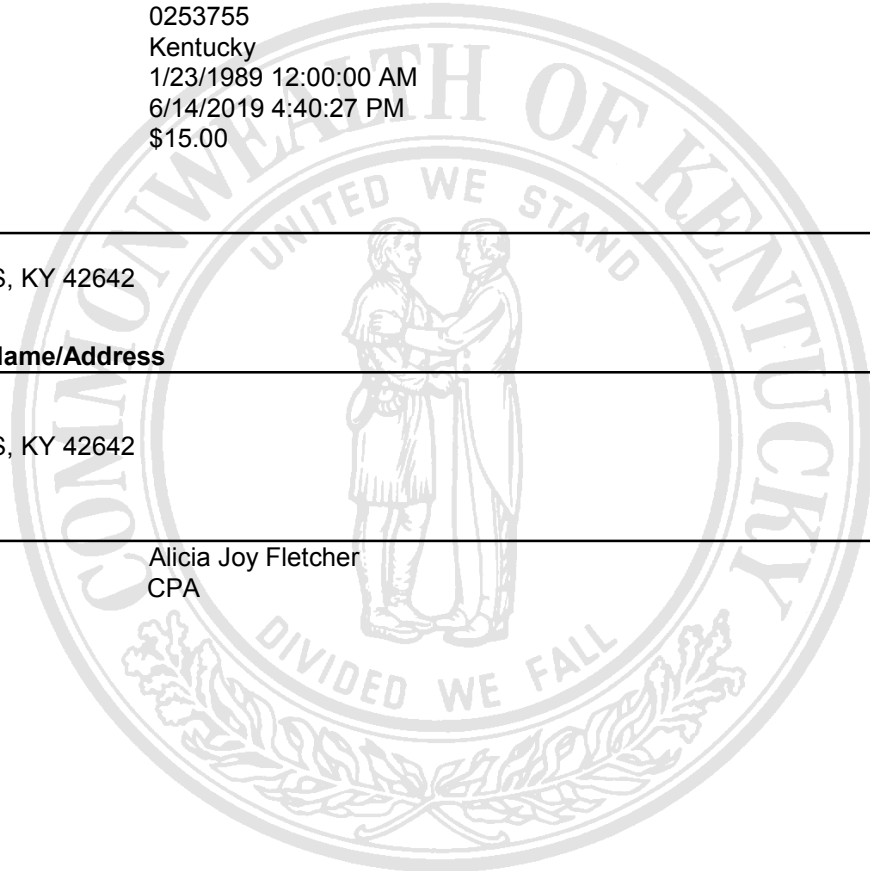 0253755
Kentucky
1/23/1989 12:00:00 AM
6/14/2019 4:40:27 PM
$15.00
COMMONWEALTH OF KENTUCKY
UNITED WE STAND
, KY 42642
Name/Address
, KY 42642
Alicia Joy Fletcher
CPA
DIVIDED WE FALL